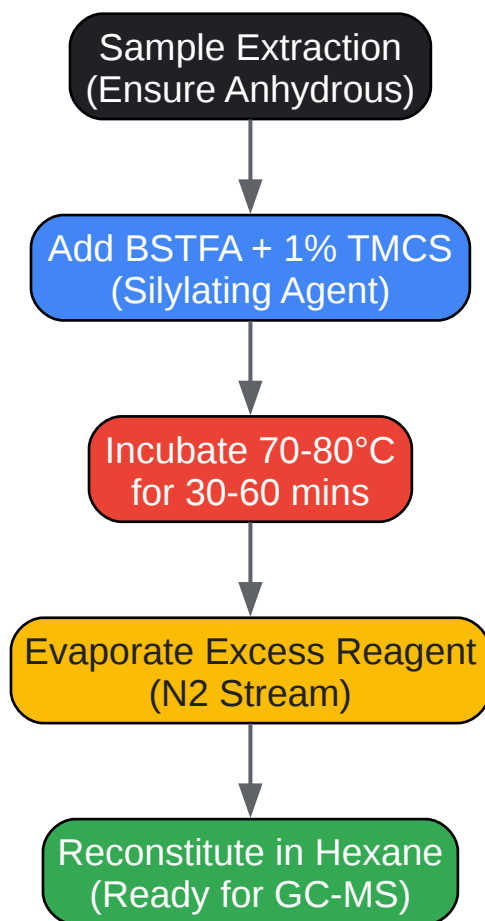 Sample Extraction
(Ensure Anhydrous)
Add BSTFA + 1% TMCS
(Silylating Agent)
Incubate 70-80°C
for 30-60 mins
Evaporate Excess Reagent
(N2 Stream)
Reconstitute in Hexane
(Ready for GC-MS)